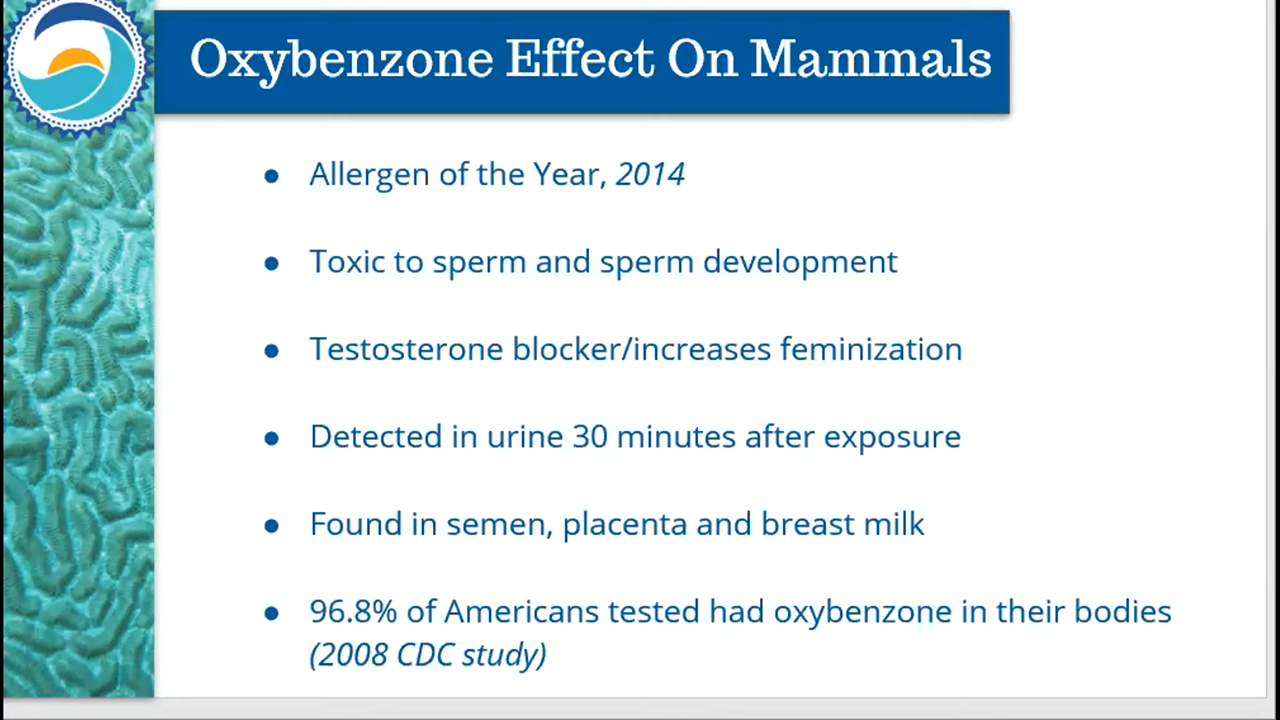 Oxybenzone Effect On Mammals
● Allergen of the Year, 2014
● Toxic to sperm and sperm development
● Testosterone blocker/increases feminization
● Detected in urine 30 minutes after exposure
● Found in semen, placenta and breast milk
● 96.8% of Americans tested had oxybenzone in their bodies
(2008 CDC study)